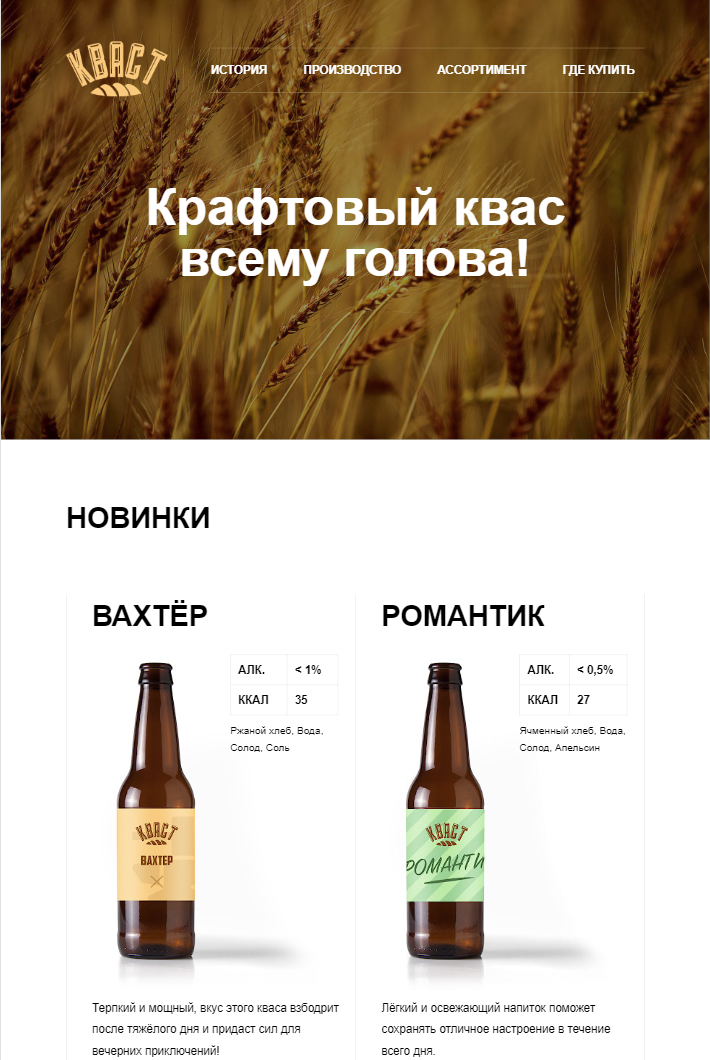 КВАСТ
ИСТОРИЯ ПРОИЗВОДСТВО АССОРТИМЕНТ ГДЕ КУПИТЬ
Крафтовый квас
всему голова!
НОВИНКИ
ВАХТЁР
АЛК. < 1%
ККАЛ 35
Ржаной хлеб, Вода,
Солод, Соль
КВАСТ
ВАХТЕР
Терпкий и мощный, вкус этого кваса взбодрит
после тяжёлого дня и придаст сил для
вечерних приключений!
РОМАНТИК
АЛК. < 0,5%
ККАЛ 27
Ячменный хлеб, Вода,
Солод, Апельсин
КВАСТ
РОМАНТИ
Лёгкий и освежающий напиток поможет
сохранять отличное настроение в течение
всего дня.